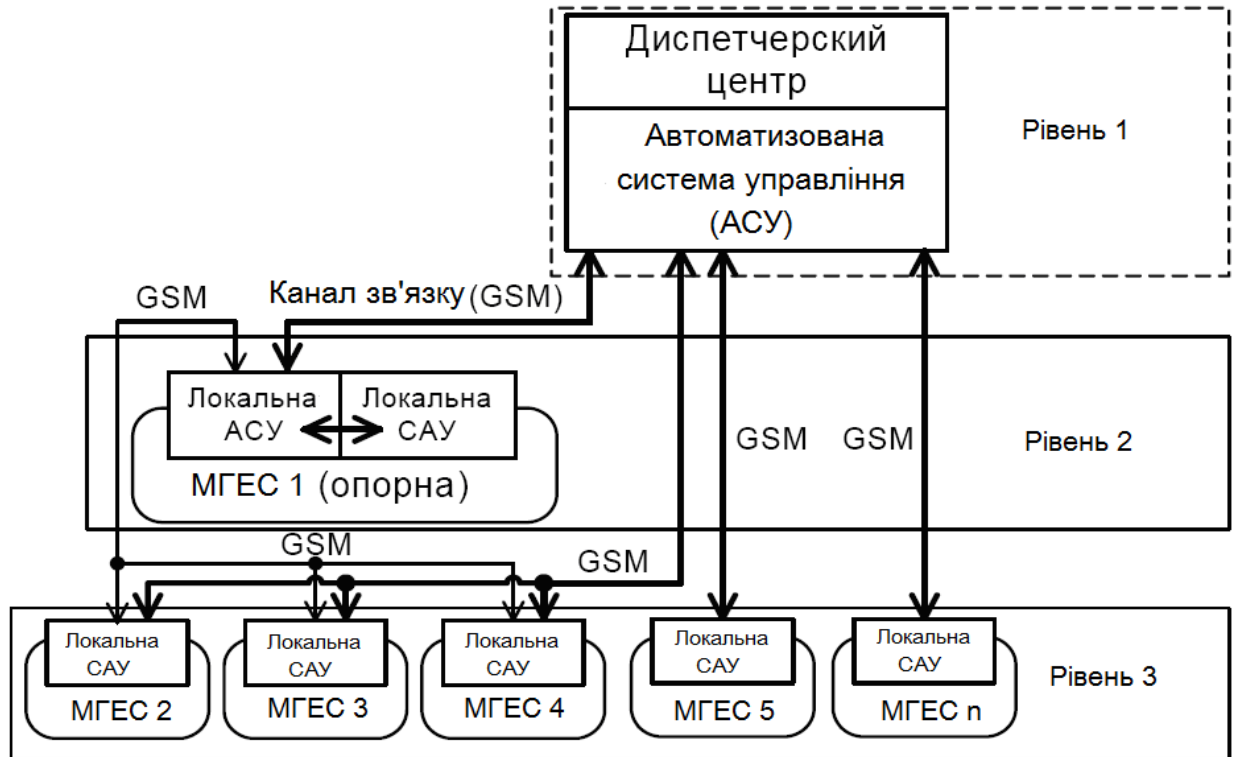 Диспетчерский
центр
Автоматизована
система управління
(АСУ)
Рівень 1
GSM
Канал зв'язку (GSM)
Локальна
АСУ
Локальна
САУ
МГЕС 1 (опорна)
GSM
GSM
Рівень 2
GSM
GSM
Локальна
САУ
МГЕС 2
Локальна
САУ
МГЕС 3
Локальна
САУ
МГЕС 4
Локальна
САУ
МГЕС 5
Локальна
САУ
МГЕС n
Рівень 3